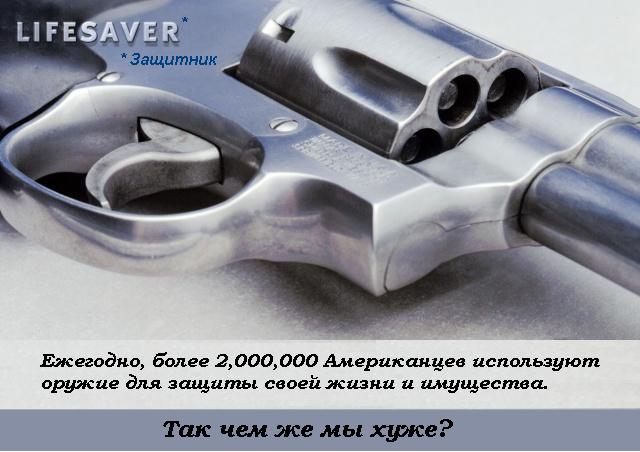 LIFESAVER*
* Защитник
Ежегодно, более 2,000,000 Американцев используют
оружие для защиты своей жизни и имущества.
Так чем же мы хуже?